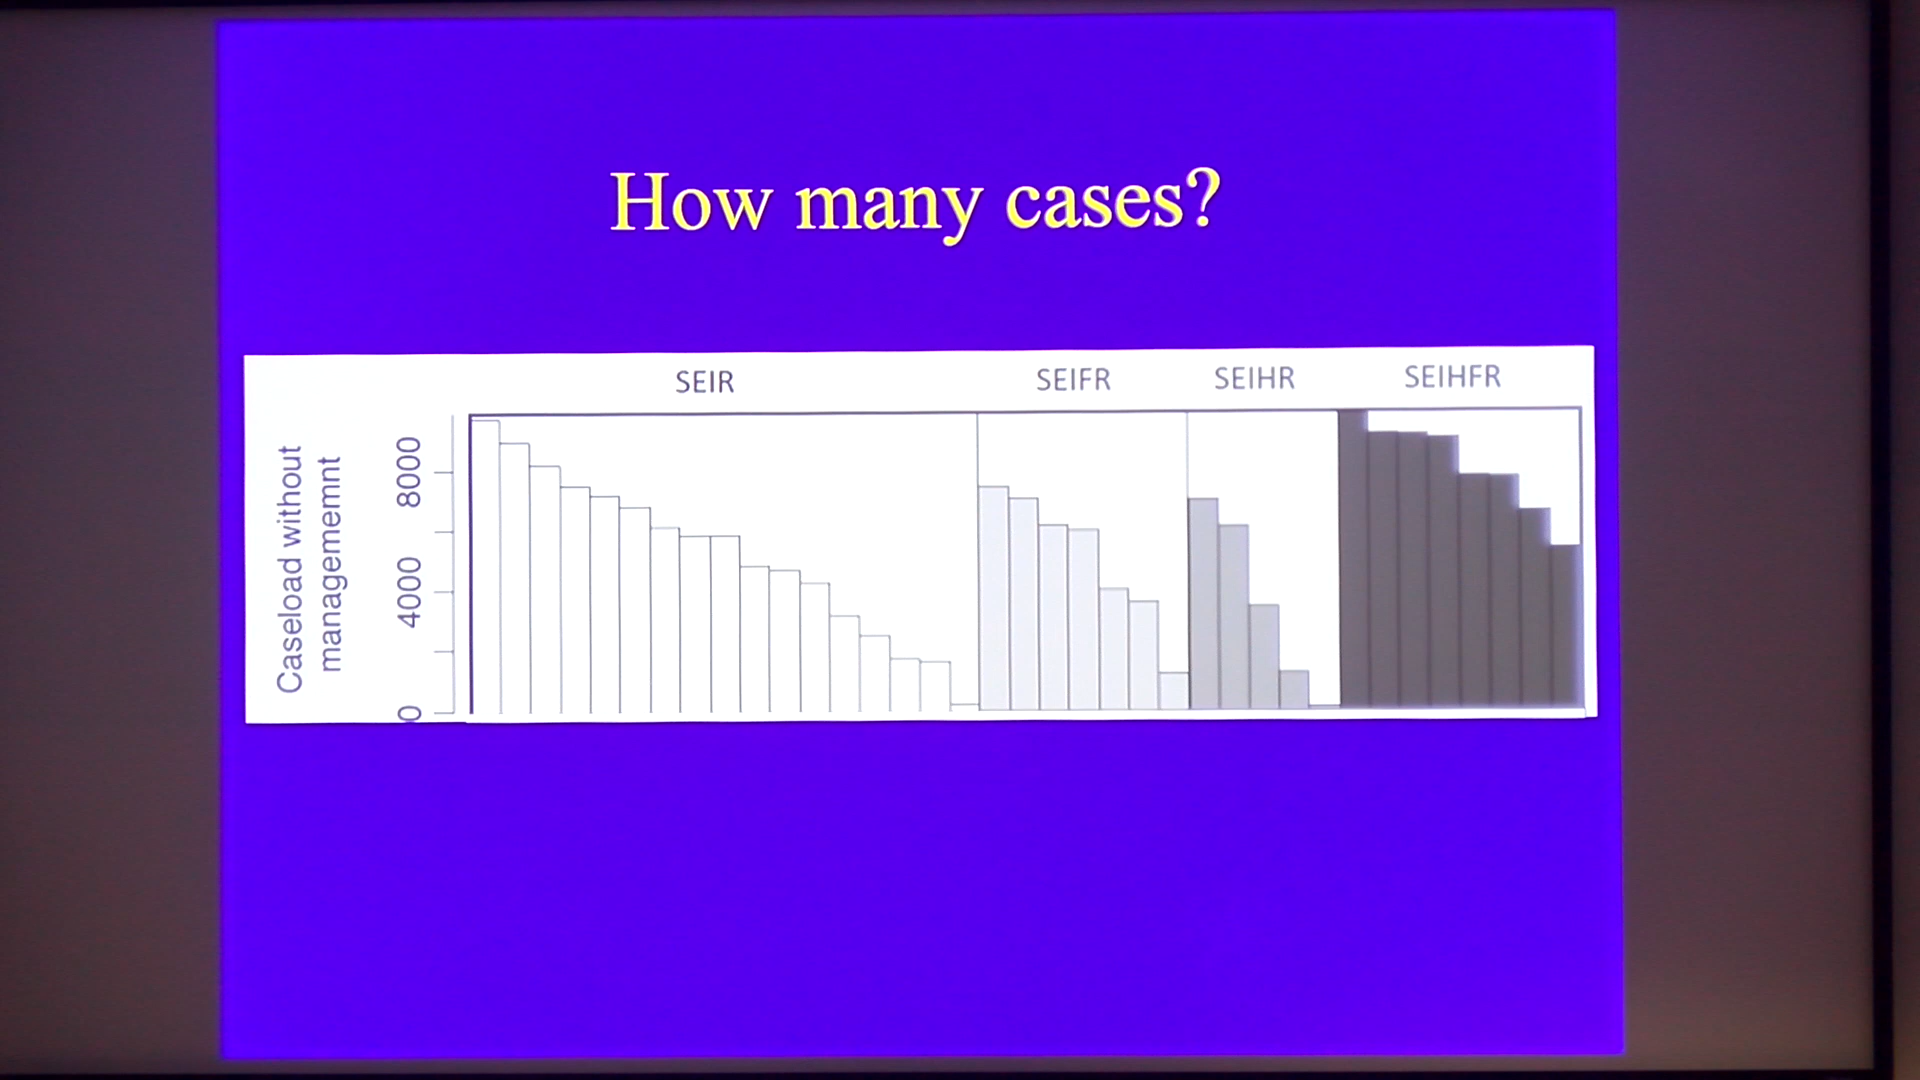 How many cases?
SEIR SEIFR SEIHR SEIHFR
Caseload without
managememnt
8000
4000
0